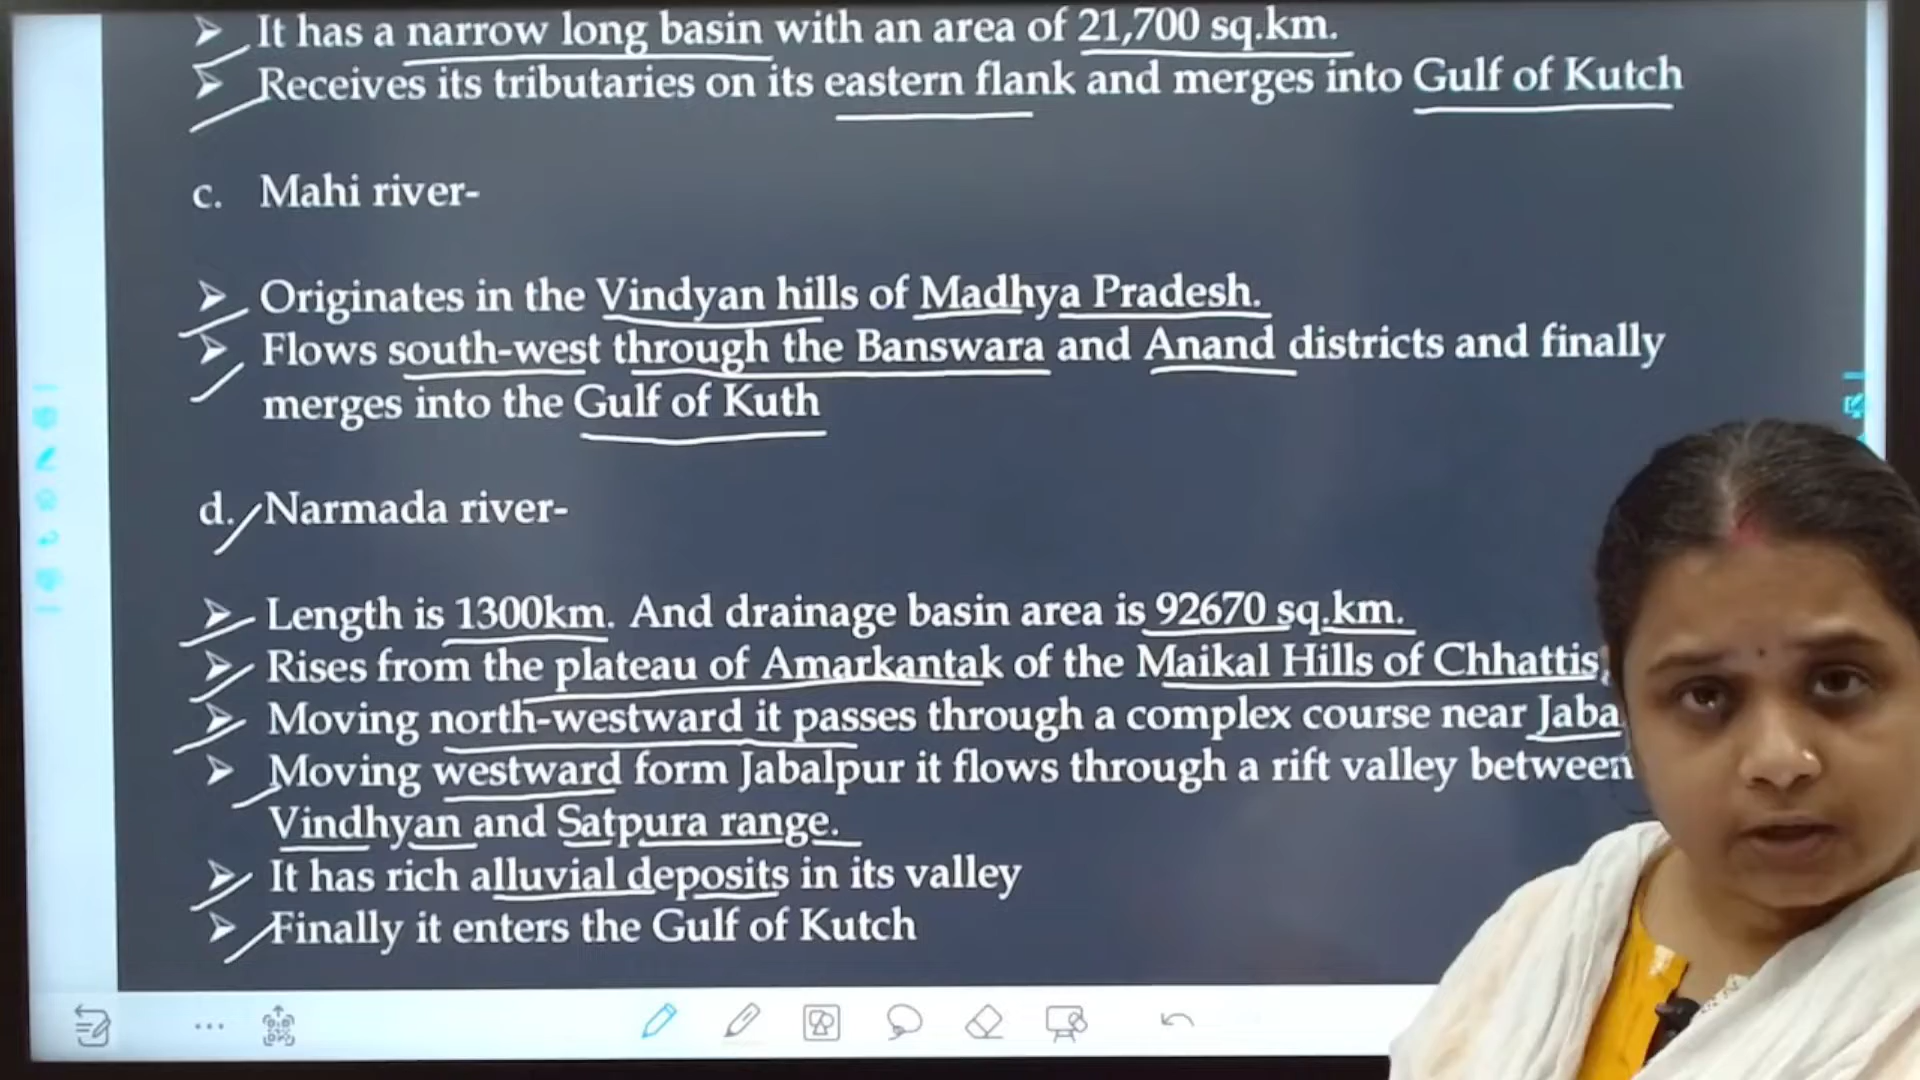 ➤ It has a narrow long basin with an area of 21,700 sq.km.
➤ Receives its tributaries on its eastern flank and merges into Gulf of Kutch
c. Mahi river-
➤ Originates in the Vindyan hills of Madhya Pradesh.
➤ Flows south-west through the Banswara and Anand districts and finally
merges into the Gulf of Kuth
d. Narmada river-
➤ Length is 1300km. And drainage basin area is 92670 sq.km.
➤ Rises from the plateau of Amarkantak of the Maikal Hills of Chhattis
➤ Moving north-westward it passes through a complex course near Jaba
➤ Moving westward form Jabalpur it flows through a rift valley between
Vindhyan and Satpura range.
➤ It has rich alluvial deposits in its valley
➤ Finally it enters the Gulf of Kutch